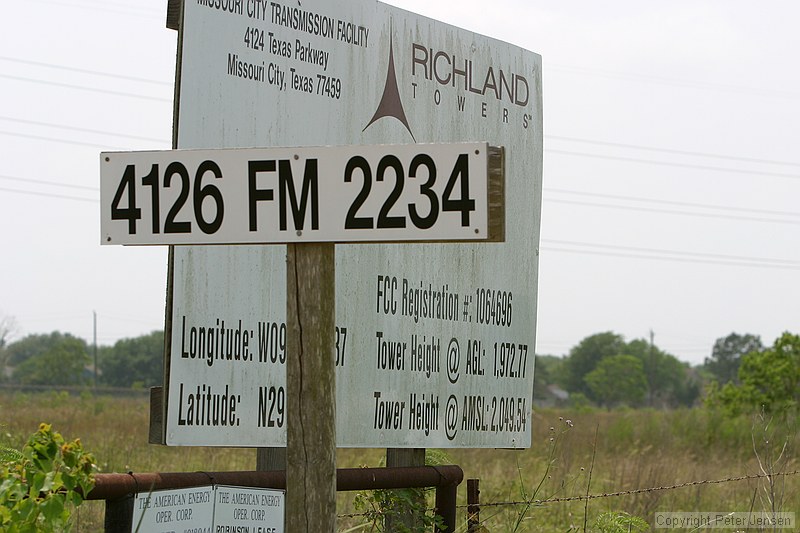 MISSOURI CITY TRANSMISSION FACILITY
4124 Texas Parkway
Missouri City, Texas 77459
RICHLAND
TOWERS
4126 FM 2234
FCC Registration #: 1064696
Longitude: W09 37
Tower Height @ AGL: 1,972.77
Latitude: N29
Tower Height @ AMSL: 2,049.54
THE AMERICAN ENERGY
OPER. CORP.
THE AMERICAN ENERGY
OPER. CORP.
ROBINSON LEASE
Copyright Peter Jensen